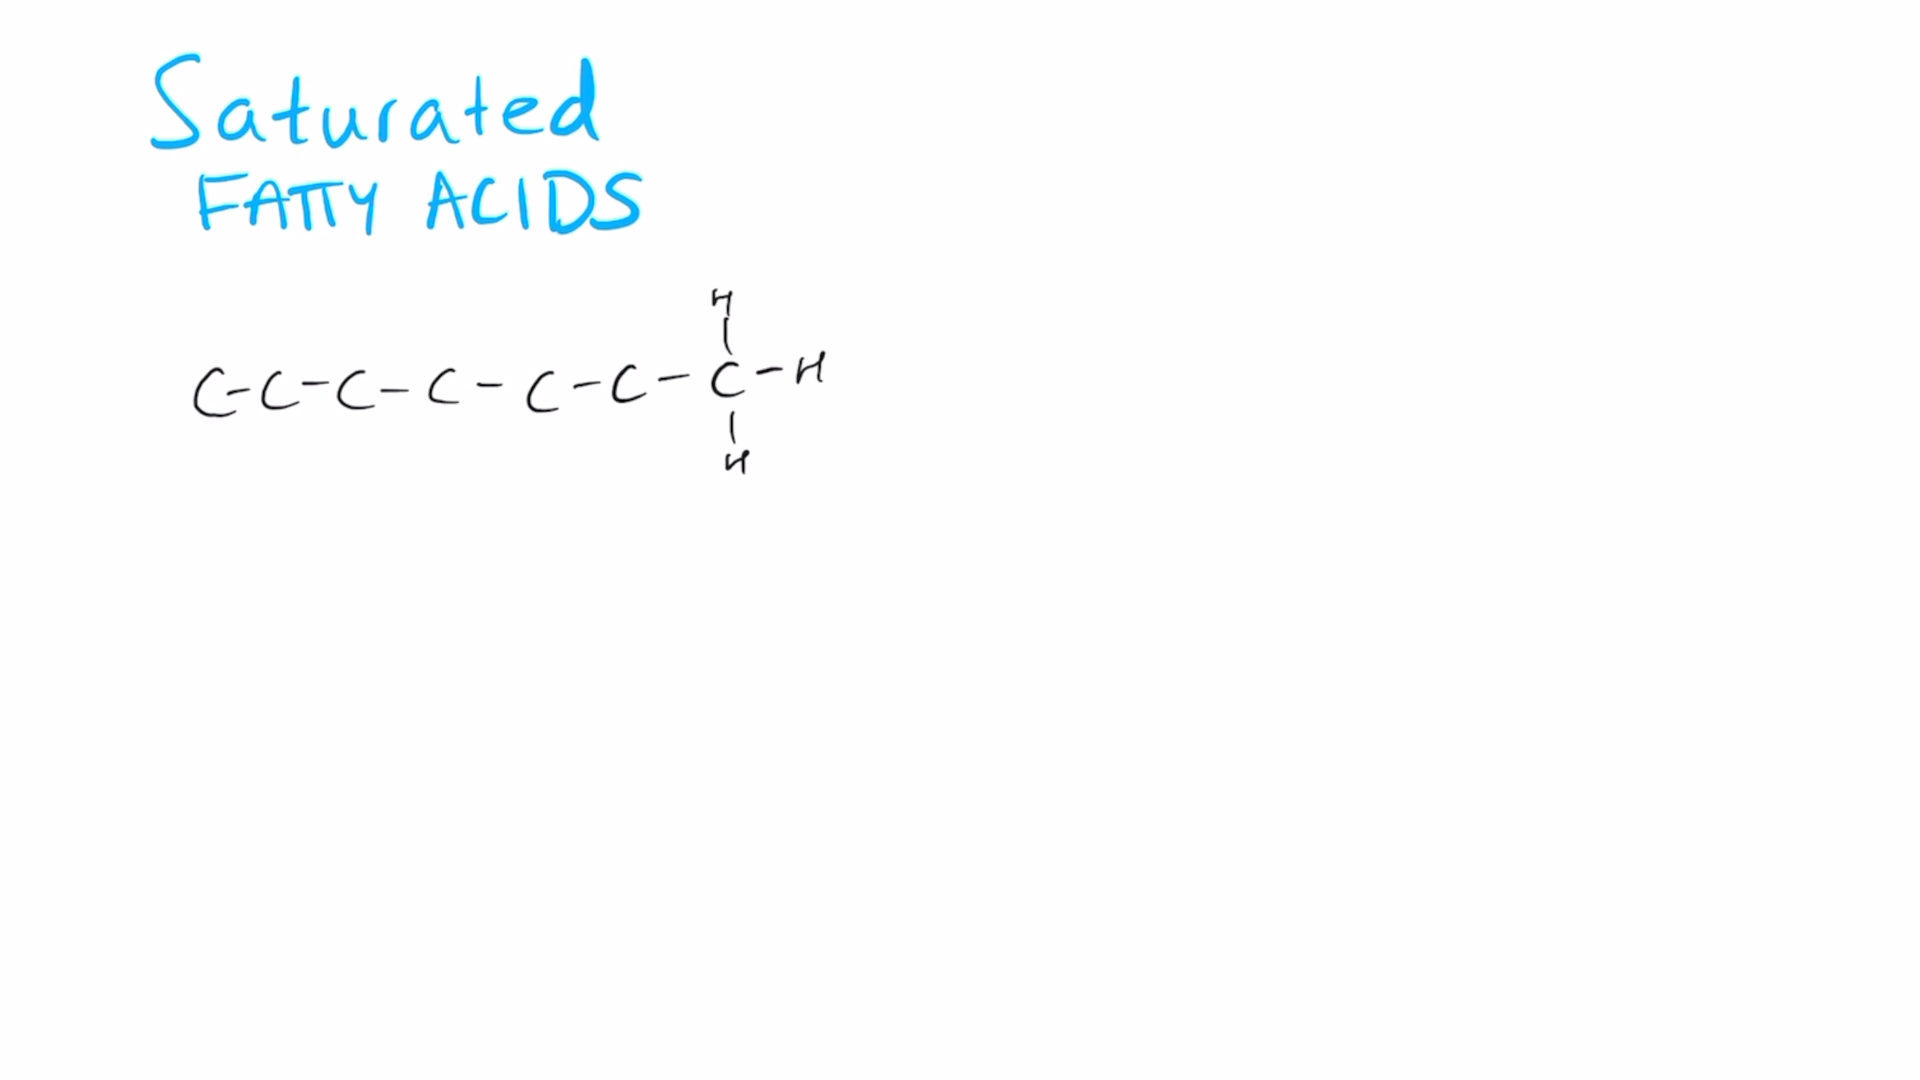 Saturated
FATTY ACIDS
H
C-C-C-C-C-C-C-H
H